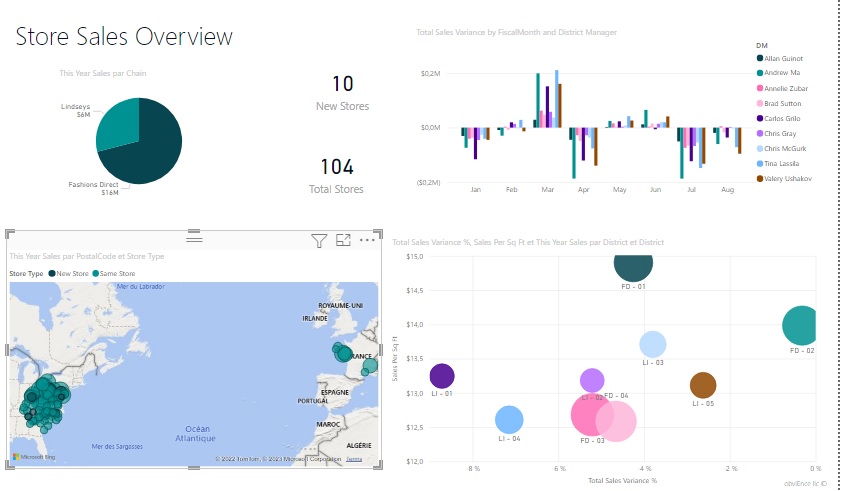 Store Sales Overview
This Year Sales par Chain
Lindseys
$6M
Fashions Direct
$16M
10
New Stores
104
Total Stores
Total Sales Variance by FiscalMonth and District Manager
$0,2M
$0,0M
($0,2M)
Jan Feb Mar Apr May Jun Jul Aug
DM
Allan Guinot
Andrew Ma
Annelie Zubar
Brad Sutton
Carlos Grilo
Chris Gray
Chris McGurk
Tina Lassila
Valery Ushakov
This Year Sales par PostalCode et Store Type
Store Type New Store Same Store
Mer du Labrador
ROYAUME-UNI
IRLANDE
RANCE
ESPAGNE
PORTUGAL
MAROC
ALGÉRIE
Océan
Atlantique
Mer des Sargasses
Microsoft Bing
© 2022 TomTom, © 2023 Microsoft Corporation Terms
Total Sales Variance %, Sales Per Sq Ft et This Year Sales par District et District
Sales Per Sq Ft
$15,0
$14,5
$14,0
$13,5
$13,0
$12,5
$12,0
FD - 01
FD - 02
LI - 03
LI - 01
LI - 02
FD - 04
LI - 05
LI - 04
FD - 03
8 % 6 % 4 % 2 % 0 %
Total Sales Variance %
obviEnce llc ©